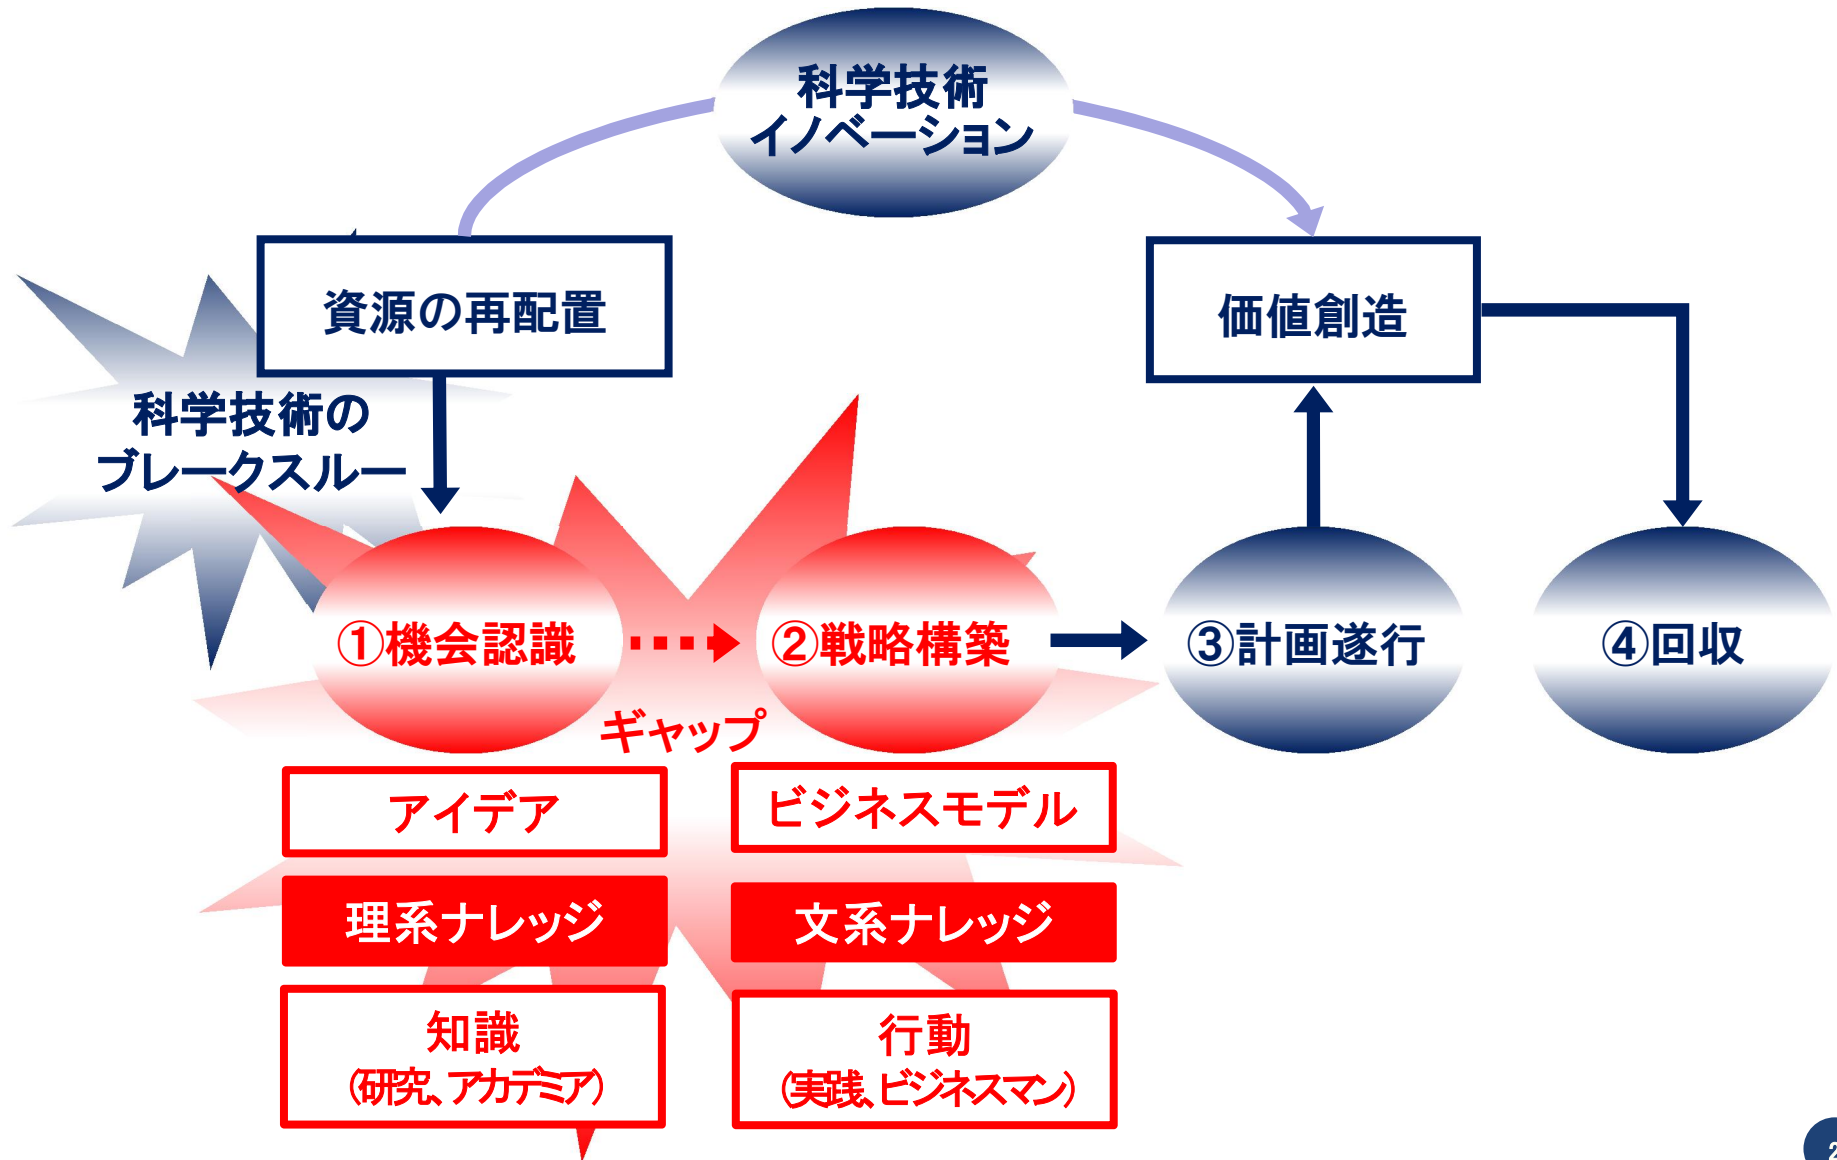 科学技術
イノベーション
資源の再配置
価値創造
科学技術の
ブレークスルー
①機会認識
②戦略構築
③計画遂行
④回収
ギャップ
アイデア
ビジネスモデル
理系ナレッジ
文系ナレッジ
知識
(研究、アカデミア)
行動
(実践、ビジネスマン)
2